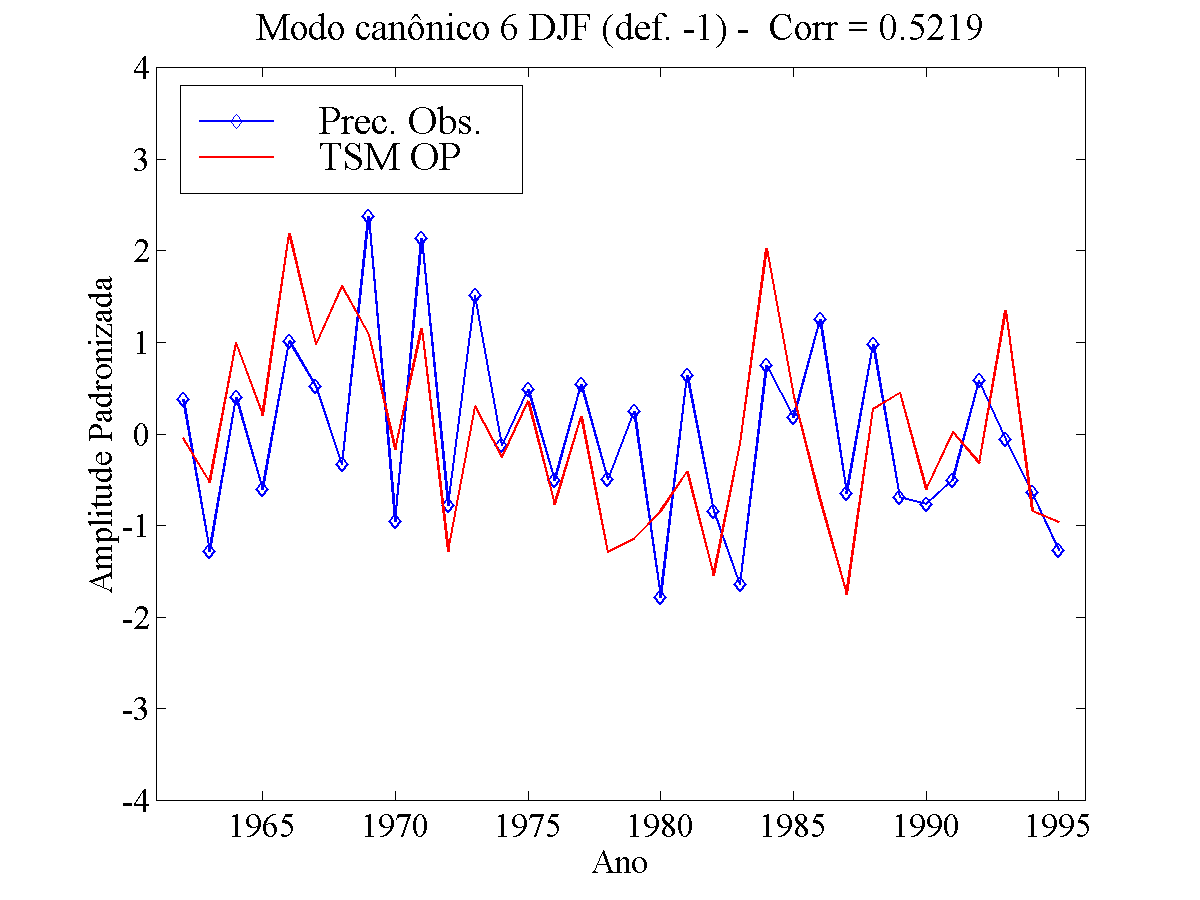 Modo canônico 6 DJF (def. -1) -  Corr = 0.5219
4
Prec. Obs.
TSM OP
3
2
1
0
-1
-2
-3
-4
Amplitude Padronizada
1965 1970 1975 1980 1985 1990 1995
Ano